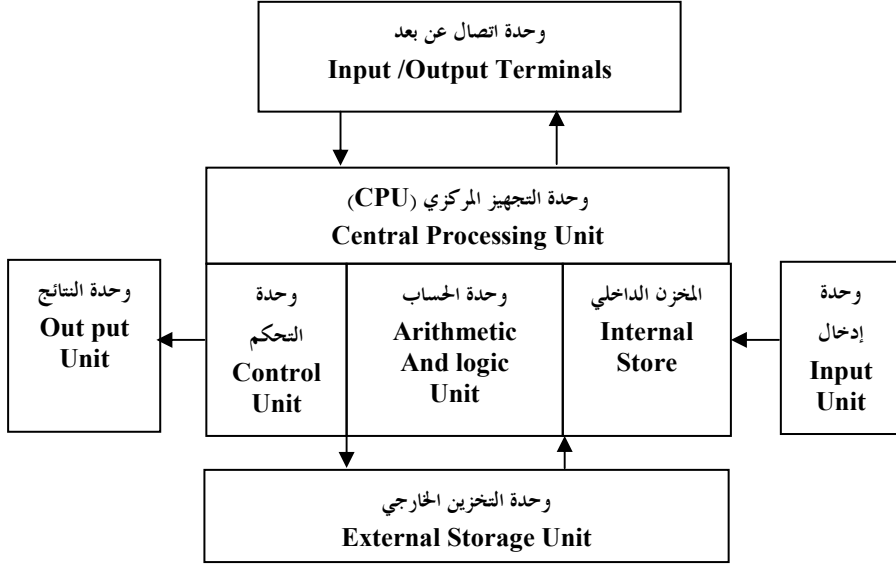 وحدة اتصال عن بعد
Input /Output Terminals
وحدة التجهيز المركزي (CPU)
Central Processing Unit
وحدة النتائج
Out put
Unit
وحدة
التحكم
Control
Unit
وحدة الحساب
Arithmetic
And logic
Unit
المخزن الداخلي
Internal
Store
وحدة
إدخال
Input
Unit
وحدة التخزين الخارجي
External Storage Unit